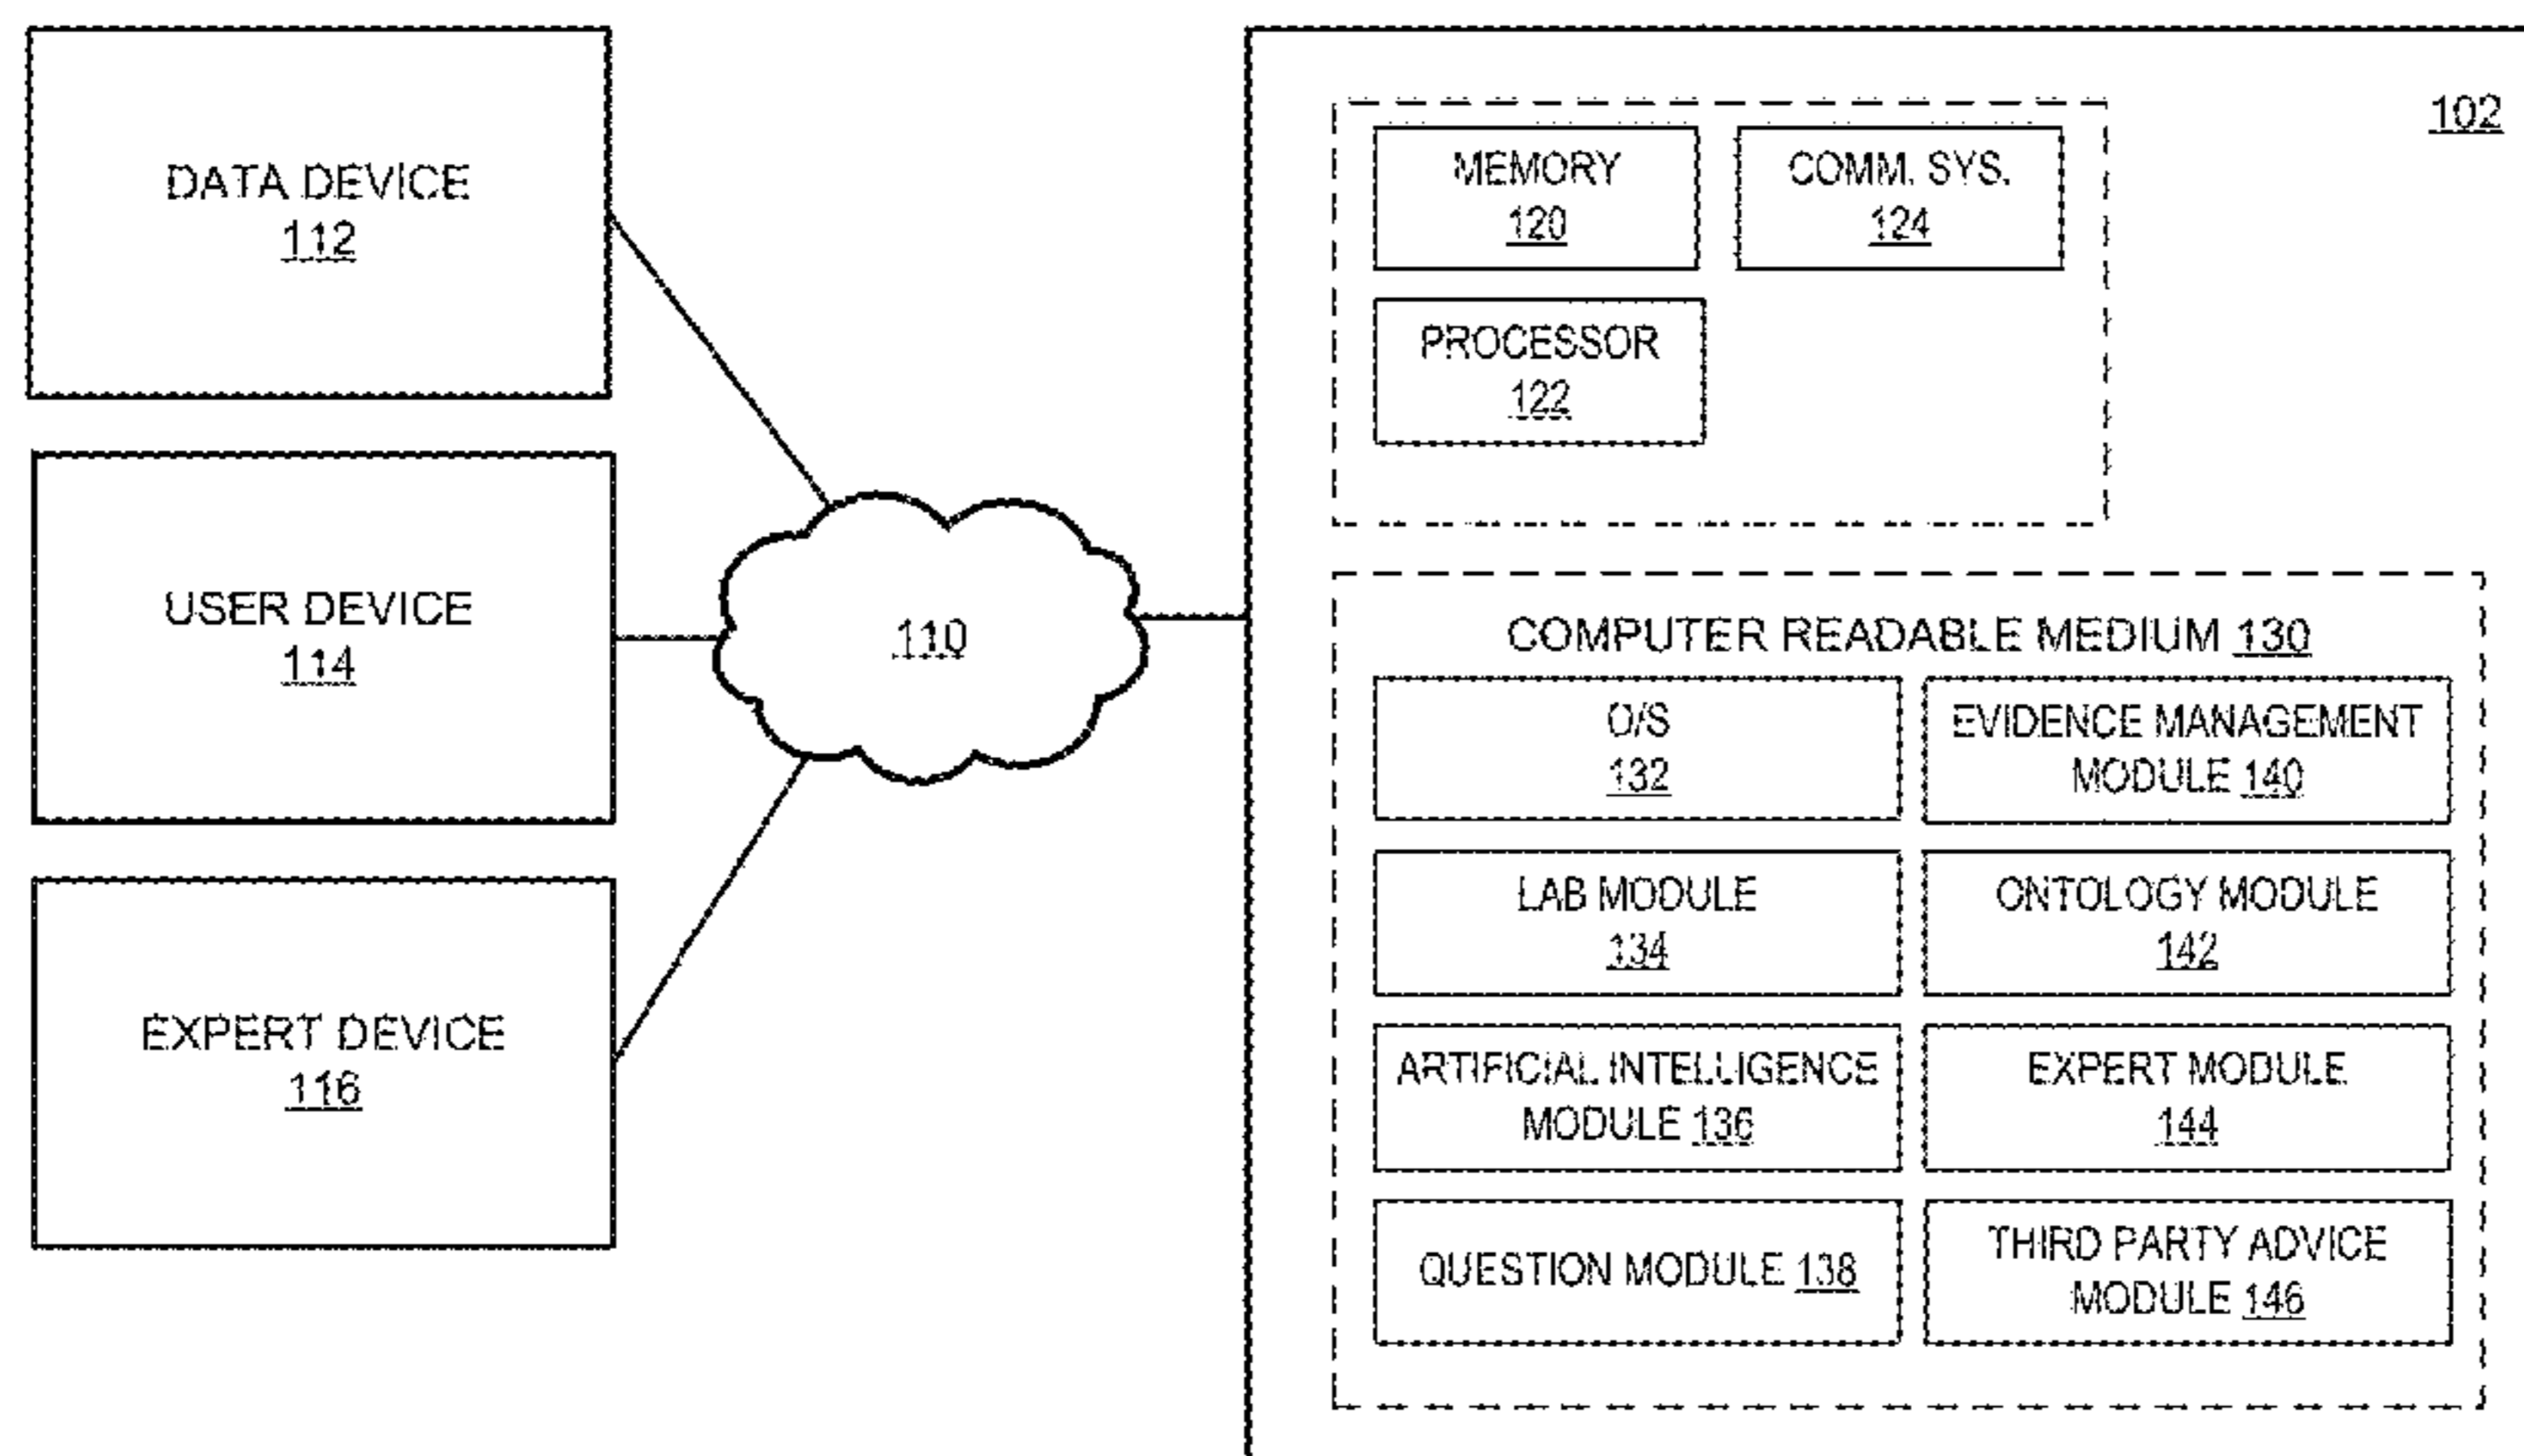 DATA DEVICE
112
USER DEVICE
114
EXPERT DEVICE
116
110
102
MEMORY
120
COMM. SYS.
124
PROCESSOR
122
COMPUTER READABLE MEDIUM 130
O/S
132
EVIDENCE MANAGEMENT
MODULE 140
LAB MODULE
134
ONTOLOGY MODULE
142
ARTIFICIAL INTELLIGENCE
MODULE 136
EXPERT MODULE
144
QUESTION MODULE 138
THIRD PARTY ADVICE
MODULE 146